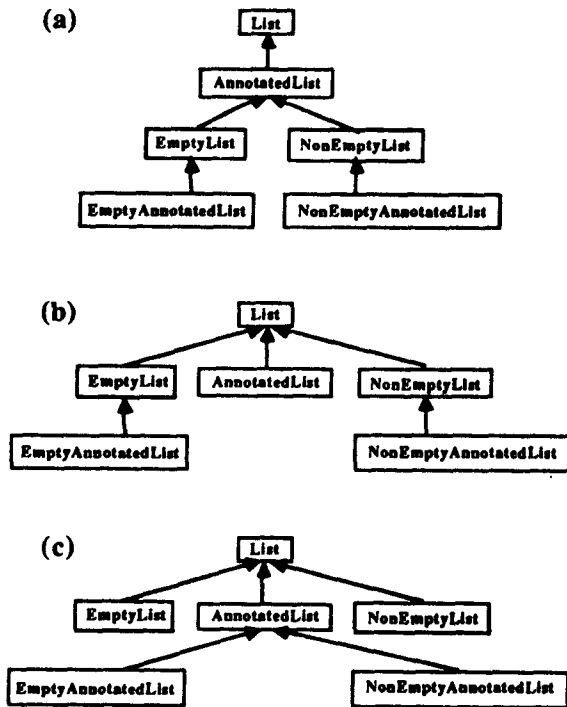 (a)
List
AnnotatedList
EmptyList NonEmptyList
EmptyAnnotatedList NonEmptyAnnotatedList
(b)
List
EmptyList AnnotatedList NonEmptyList
EmptyAnnotatedList NonEmptyAnnotatedList
(c)
List
EmptyList AnnotatedList NonEmptyList
EmptyAnnotatedList NonEmptyAnnotatedList